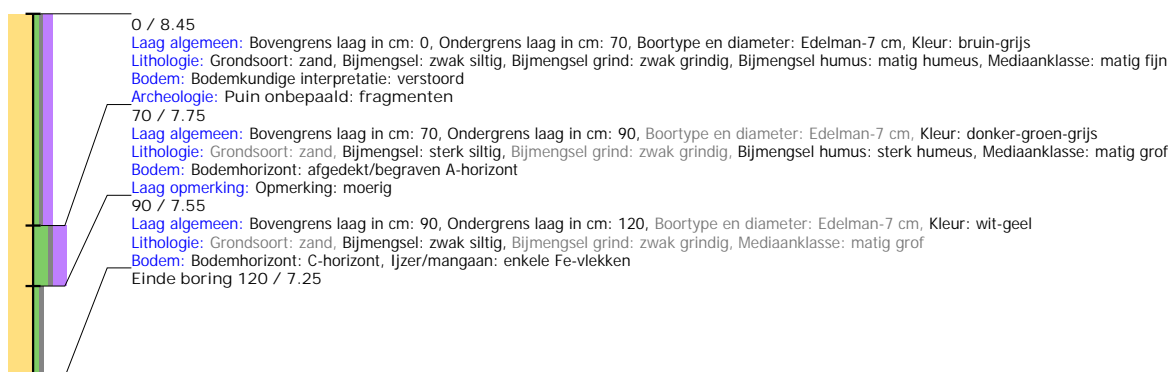 0 / 8.45
Laag algemeen: Bovengrens laag in cm: 0, Ondergrens laag in cm: 70, Boortype en diameter: Edelman-7 cm, Kleur: bruin-grijs
Lithologie: Grondsoort: zand, Bijmengsel: zwak siltig, Bijmengsel grind: zwak grindig, Bijmengsel humus: matig humeus, Mediaanklasse: matig fijn
Bodem: Bodemkundige interpretatie: verstoord
Archeologie: Puin onbepaald: fragmenten
70 / 7.75
Laag algemeen: Bovengrens laag in cm: 70, Ondergrens laag in cm: 90, Boortype en diameter: Edelman-7 cm, Kleur: donker-groen-grijs
Lithologie: Grondsoort: zand, Bijmengsel: sterk siltig, Bijmengsel grind: zwak grindig, Bijmengsel humus: sterk humeus, Mediaanklasse: matig grof
Bodem: Bodemhorizont: afgedekt/begraven A-horizont
Laag opmerking: Opmerking: moerig
90 / 7.55
Laag algemeen: Bovengrens laag in cm: 90, Ondergrens laag in cm: 120, Boortype en diameter: Edelman-7 cm, Kleur: wit-geel
Lithologie: Grondsoort: zand, Bijmengsel: zwak siltig, Bijmengsel grind: zwak grindig, Mediaanklasse: matig grof
Bodem: Bodemhorizont: C-horizont, Ijzer/mangaan: enkele Fe-vlekken
Einde boring 120 / 7.25